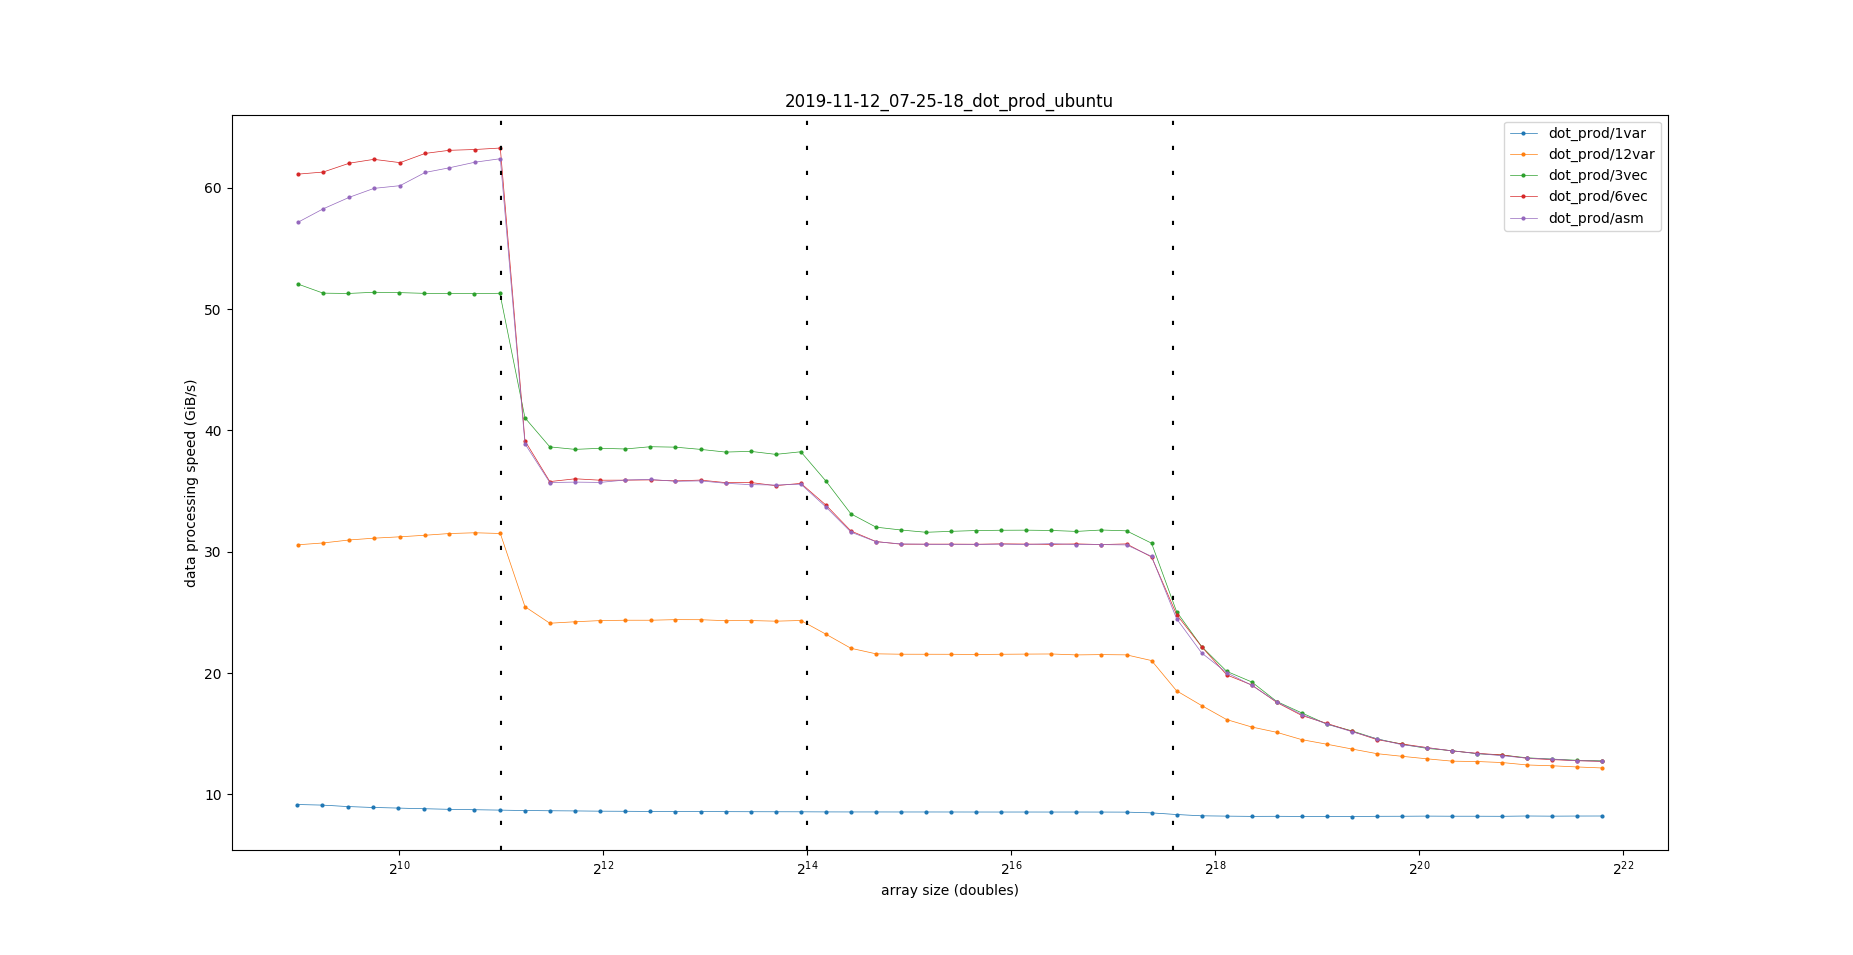 2019-11-12_07-25-18_dot_prod_ubuntu
dot_prod/1var
dot_prod/12var
dot_prod/3vec
dot_prod/6vec
dot_prod/asm
data processing speed (GiB/s)
60
50
40
30
20
10
2^10 2^12 2^14 2^16 2^18 2^20 2^22
array size (doubles)